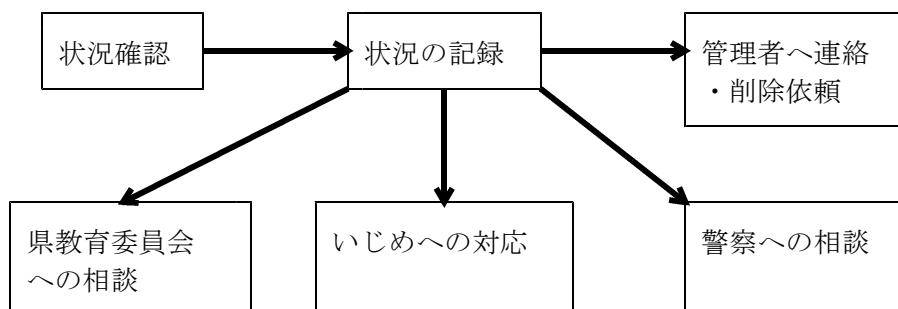 状況確認
状況の記録
管理者へ連絡
・削除依頼
県教育委員会
への相談
いじめへの対応
警察への相談